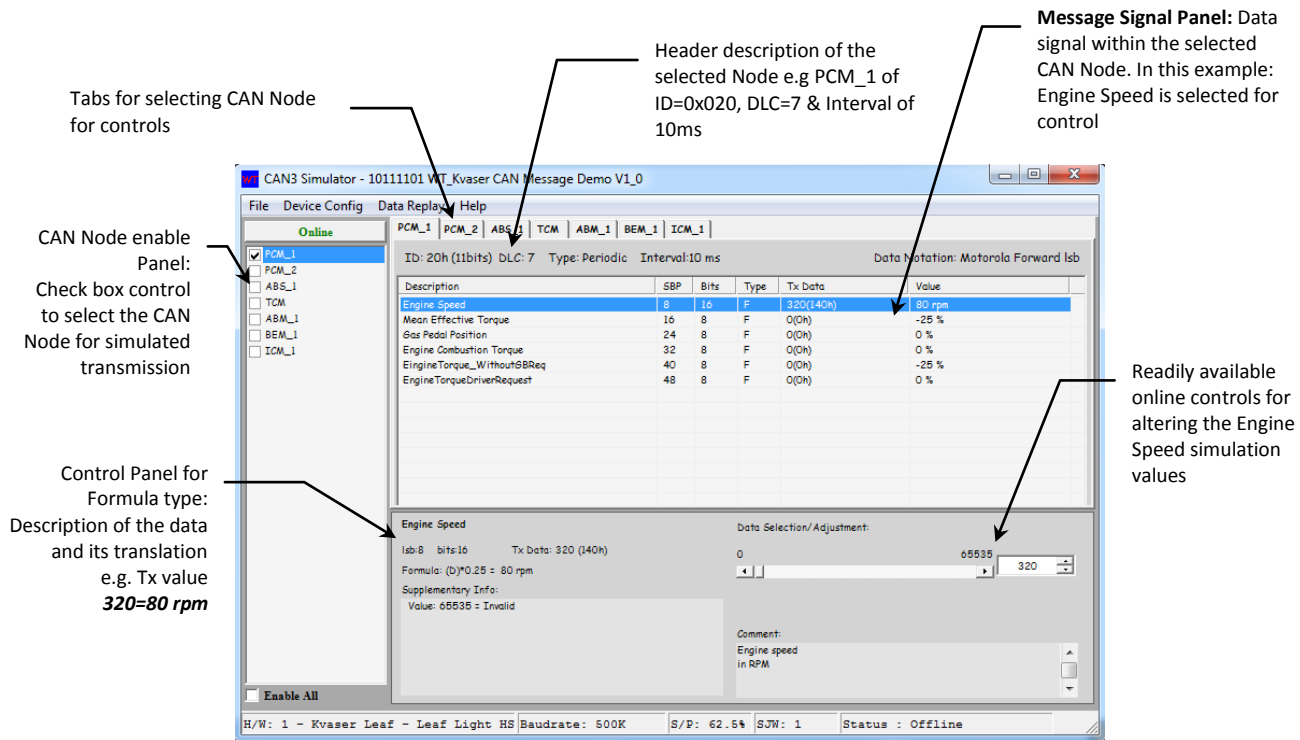 Message Signal Panel: Data
signal within the selected
CAN Node. In this example:
Engine Speed is selected for
control
Header description of the
selected Node e.g PCM_1 of
ID=0x020, DLC=7 & Interval of
10ms
Tabs for selecting CAN Node
for controls
WT CAN3 Simulator - 10111101 WT_Kvaser CAN Message Demo V1_0
File Device Config Data Replay Help
Online
PCM_1 PCM_2 ABS_1 TCM ABM_1 BEM_1 ICM_1
CAN Node enable
Panel:
Check box control
to select the CAN
Node for simulated
transmission
PCM_1
PCM_2
ABS_1
TCM
ABM_1
BEM_1
ICM_1
ID: 20h (11bits) DLC: 7 Type: Periodic Interval:10 ms Data Notation: Motorola Forward lsb
Description SBP Bits Type Tx Data Value
Engine Speed 8 16 F 320(140h) 80 rpm
Mean Effective Torque 16 8 F 0(0h) -25 %
Gas Pedal Position 24 8 F 0(0h) 0 %
Engine Combustion Torque 32 8 F 0(0h) 0 %
EingineTorque_WithoutGBReq 40 8 F 0(0h) -25 %
EngineTorqueDriverRequest 48 8 F 0(0h) 0 %
Readily available
online controls for
altering the Engine
Speed simulation
values
Control Panel for
Formula type:
Description of the data
and its translation
e.g. Tx value
320=80 rpm
Engine Speed
lsb:8 bits:16 Tx Data: 320 (140h)
Formula: (D)*0.25 = 80 rpm
Supplementary Info:
Value: 65535 = Invalid
Data Selection/Adjustment:
0 65535
320
Comment:
Engine speed
in RPM
Enable All
H/W: 1 - Kvaser Leaf - Leaf Light HS Baudrate: 500K S/P: 62.5% SJW: 1 Status : Offline